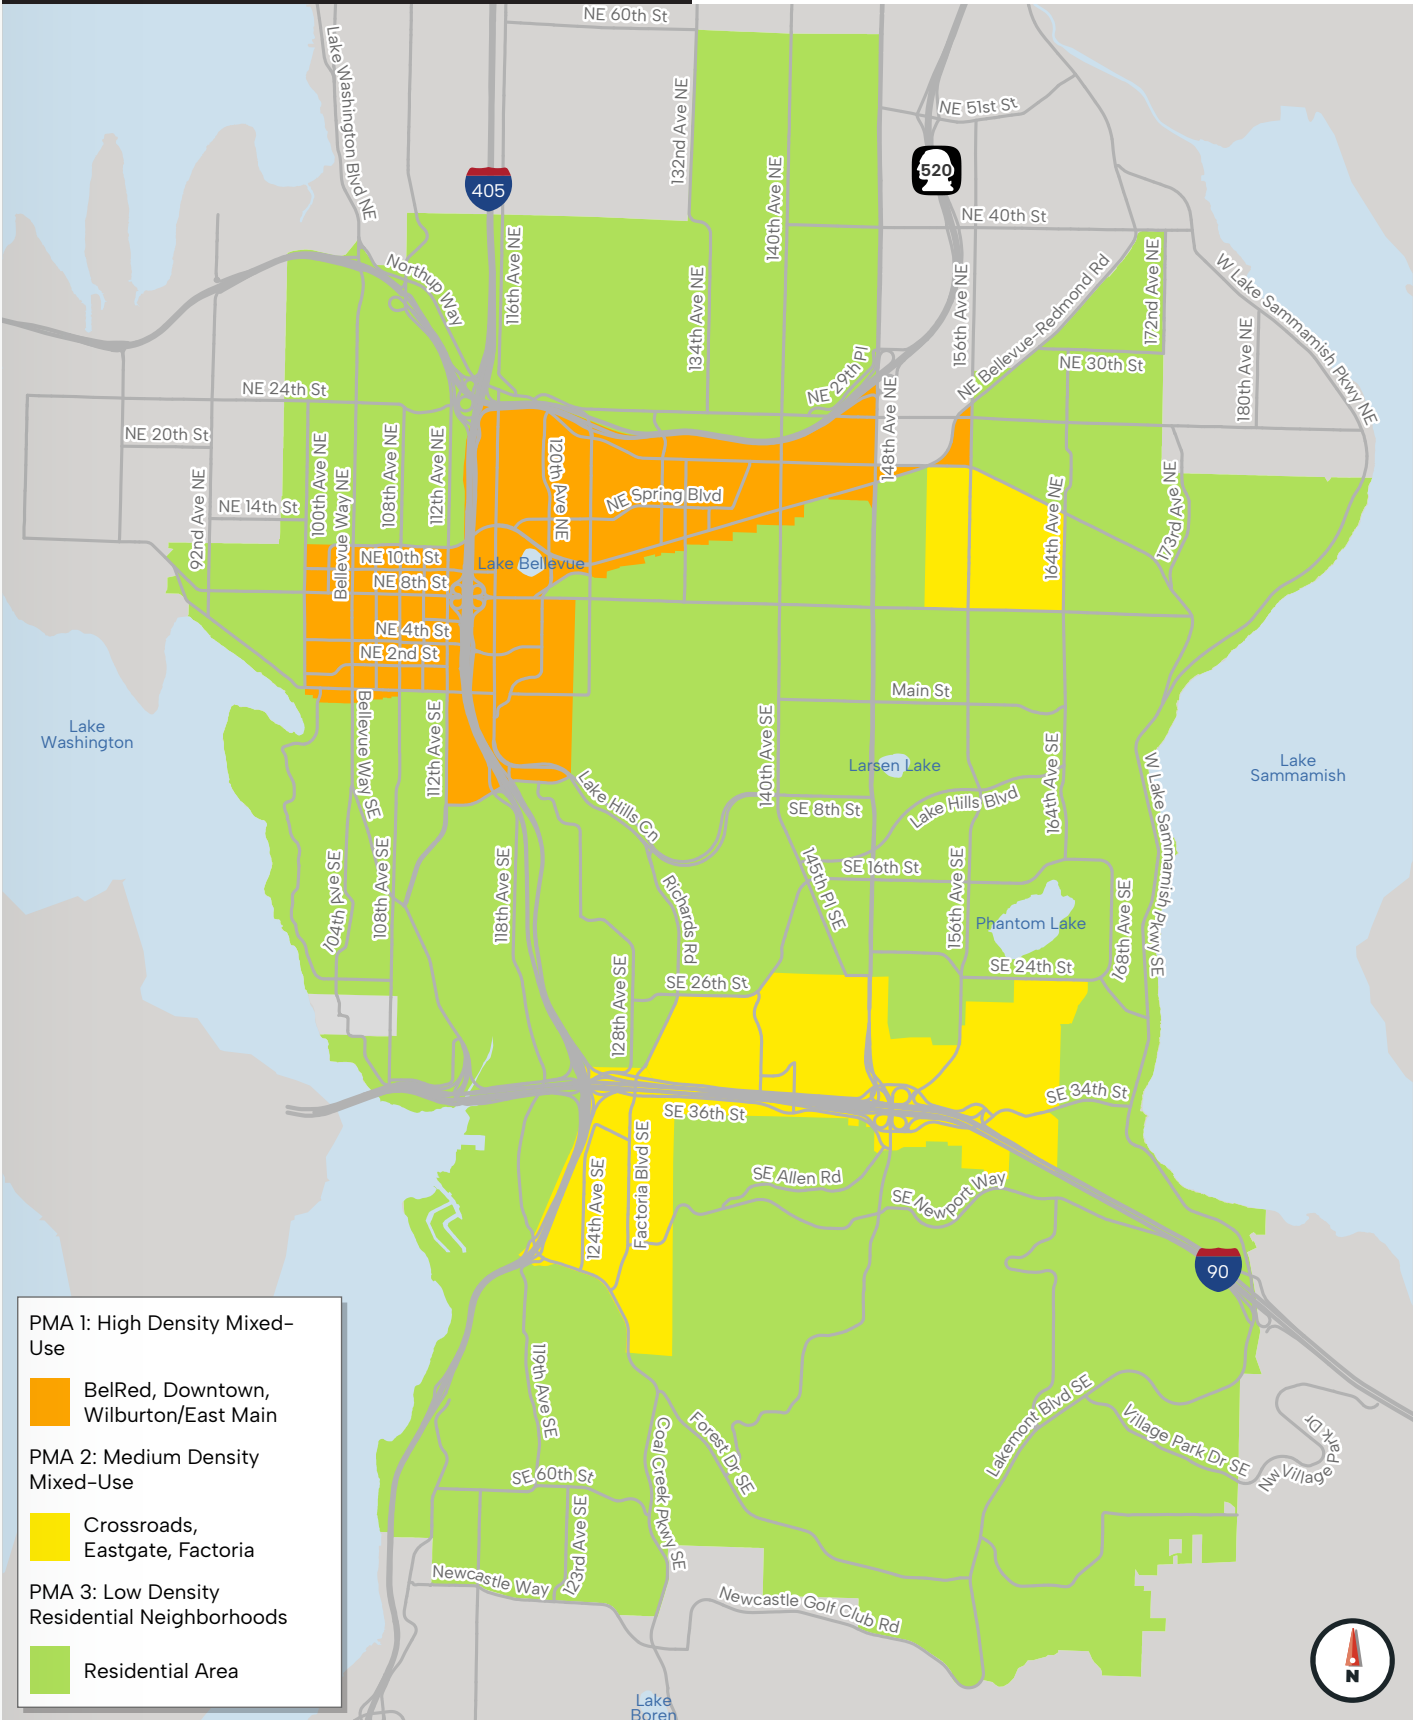 NE 60th St
Lake Washington Blvd NE
132nd Ave NE
NE 51st St
520
405
140th Ave NE
NE 40th St
Northup Way
116th Ave NE
134th Ave NE
156th Ave NE
NE Bellevue-Redmond Rd
172nd Ave NE
W Lake Sammamish Pkwy NE
180th Ave NE
NE 29th Pl
NE 30th St
NE 24th St
148th Ave NE
NE 20th St
100th Ave NE
108th Ave NE
112th Ave NE
120th Ave NE
92nd Ave NE
Bellevue Way NE
NE Spring Blvd
NE 14th St
164th Ave NE
173rd Ave NE
NE 10th St
Lake Bellevue
NE 8th St
NE 4th St
NE 2nd St
Main St
Lake
Washington
Bellevue Way SE
112th Ave SE
140th Ave SE
Larsen Lake
164th Ave SE
W Lake Sammamish Pkwy SE
Lake
Sammamish
Lake Hills Cn
SE 8th St
Lake Hills Blvd
104th Ave SE
108th Ave SE
118th Ave SE
145th Pl SE
SE 16th St
156th Ave SE
168th Ave SE
Richards Rd
Phantom Lake
128th Ave SE
SE 26th St
SE 24th St
SE 36th St
SE 34th St
124th Ave SE
Factoria Blvd SE
SE Allen Rd
SE Newport Way
90
PMA 1: High Density Mixed-
Use
BelRed, Downtown,
Wilburton/East Main
PMA 2: Medium Density
Mixed-Use
Crossroads,
Eastgate, Factoria
PMA 3: Low Density
Residential Neighborhoods
Residential Area
119th Ave SE
Coal Creek Pkwy SE
Forest Dr SE
Lakemont Blvd SE
Village Park Dr SE
Nw Village Park Dr
SE 60th St
123rd Ave SE
Newcastle Way
Newcastle Golf Club Rd
Lake
Boren
N